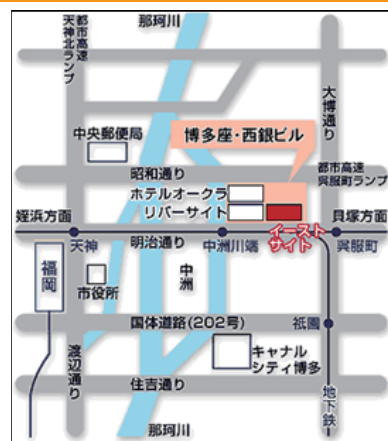 那珂川
都市高速
天神北ランプ
大博通り
博多座・西銀ビル
中央郵便局
昭和通り
都市高速
呉服町ランプ
ホテルオークラ
リバーサイト
姪浜方面
イースト
サイト
貝塚方面
天神
明治通り
中洲川端
呉服町
福岡
市役所
中洲
国体道路(202号)
祇園
渡辺通り
キャナル
シティ博多
住吉通り
地下鉄
那珂川